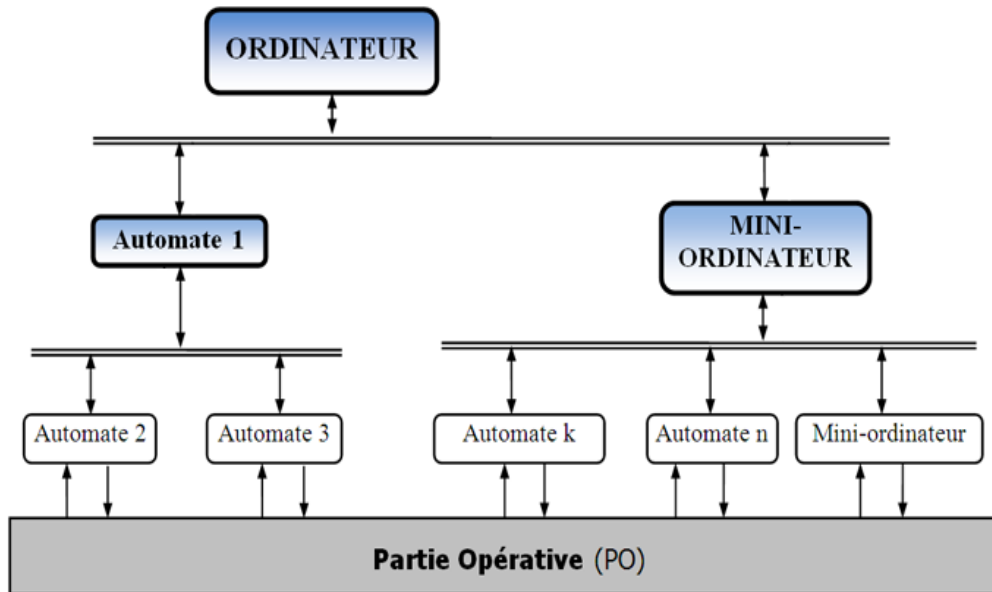 ORDINATEUR
Automate 1
MINI-
ORDINATEUR
Automate 2
Automate 3
Automate k
Automate n
Mini-ordinateur
Partie Opérative (PO)